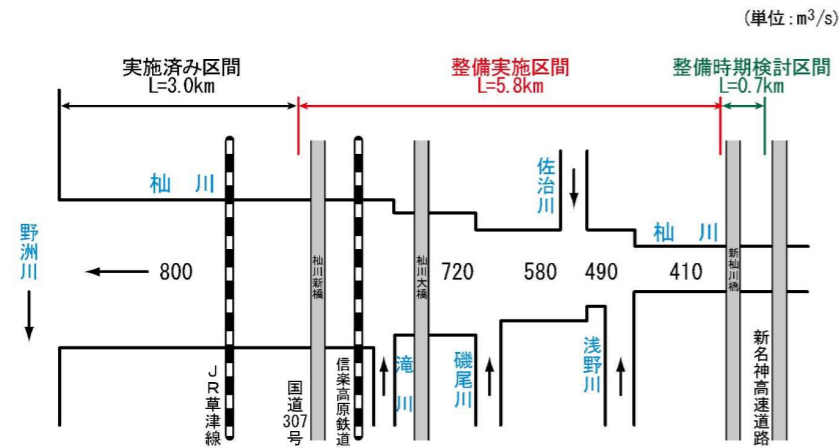 (単位:m³/s)
実施済み区間
L=3.0km
整備実施区間
L=5.8km
整備時期検討区間
L=0.7km
杣川
佐治川
杣川
野洲川
800
杣川新橋
杣川大橋
720
580
490
410
新杣川橋
JR草津線
国道307号
信楽高原鉄道
滝川
磯尾川
浅野川
新名神高速道路